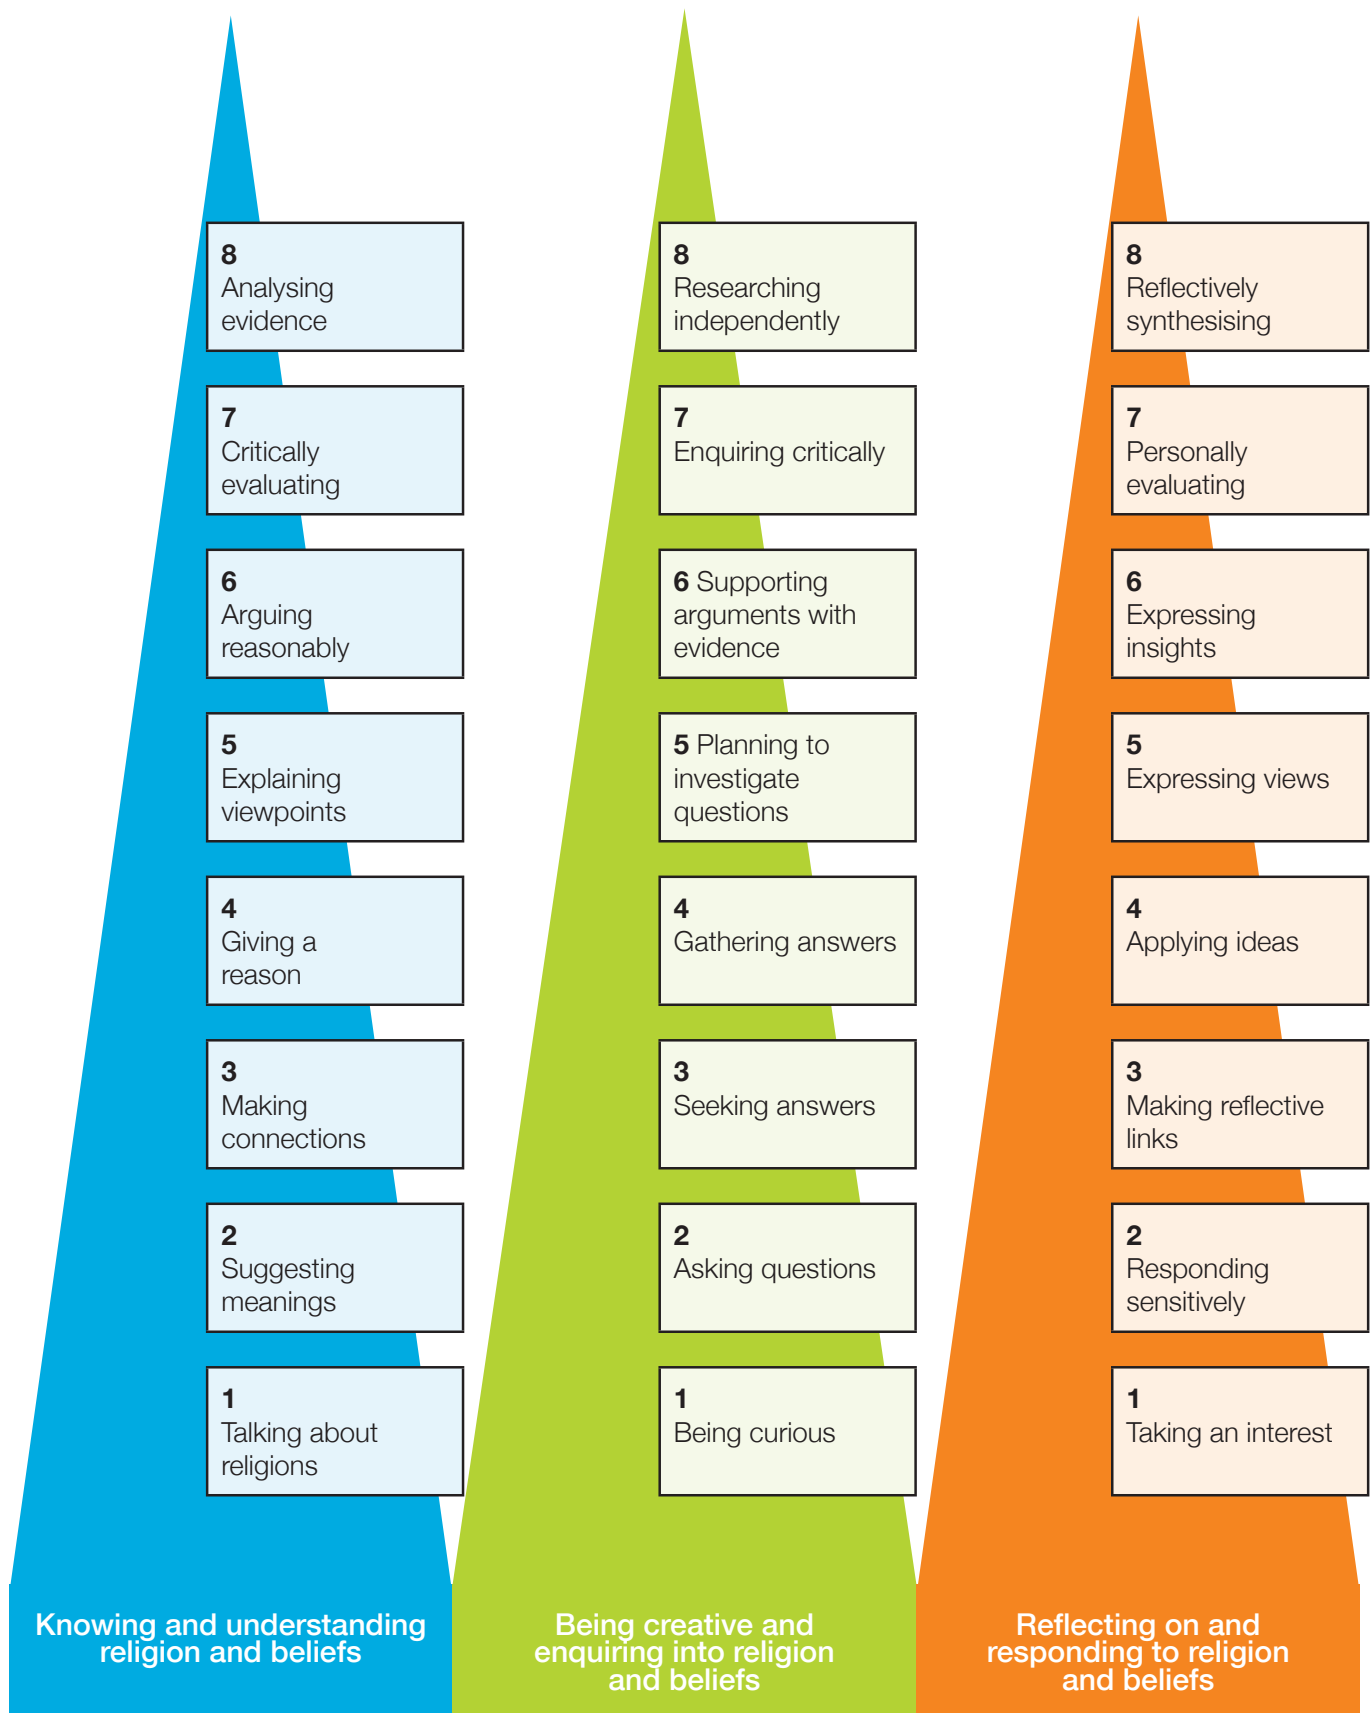 8
Analysing
evidence
7
Critically
evaluating
6
Arguing
reasonably
5
Explaining
viewpoints
4
Giving a
reason
3
Making
connections
2
Suggesting
meanings
1
Talking about
religions
Knowing and understanding
religion and beliefs
8
Researching
independently
7
Enquiring critically
6 Supporting
arguments with
evidence
5 Planning to
investigate
questions
4
Gathering answers
3
Seeking answers
2
Asking questions
1
Being curious
Being creative and
enquiring into religion
and beliefs
8
Reflectively
synthesising
7
Personally
evaluating
6
Expressing
insights
5
Expressing views
4
Applying ideas
3
Making reflective
links
2
Responding
sensitively
1
Taking an interest
Reflecting on and
responding to religion
and beliefs